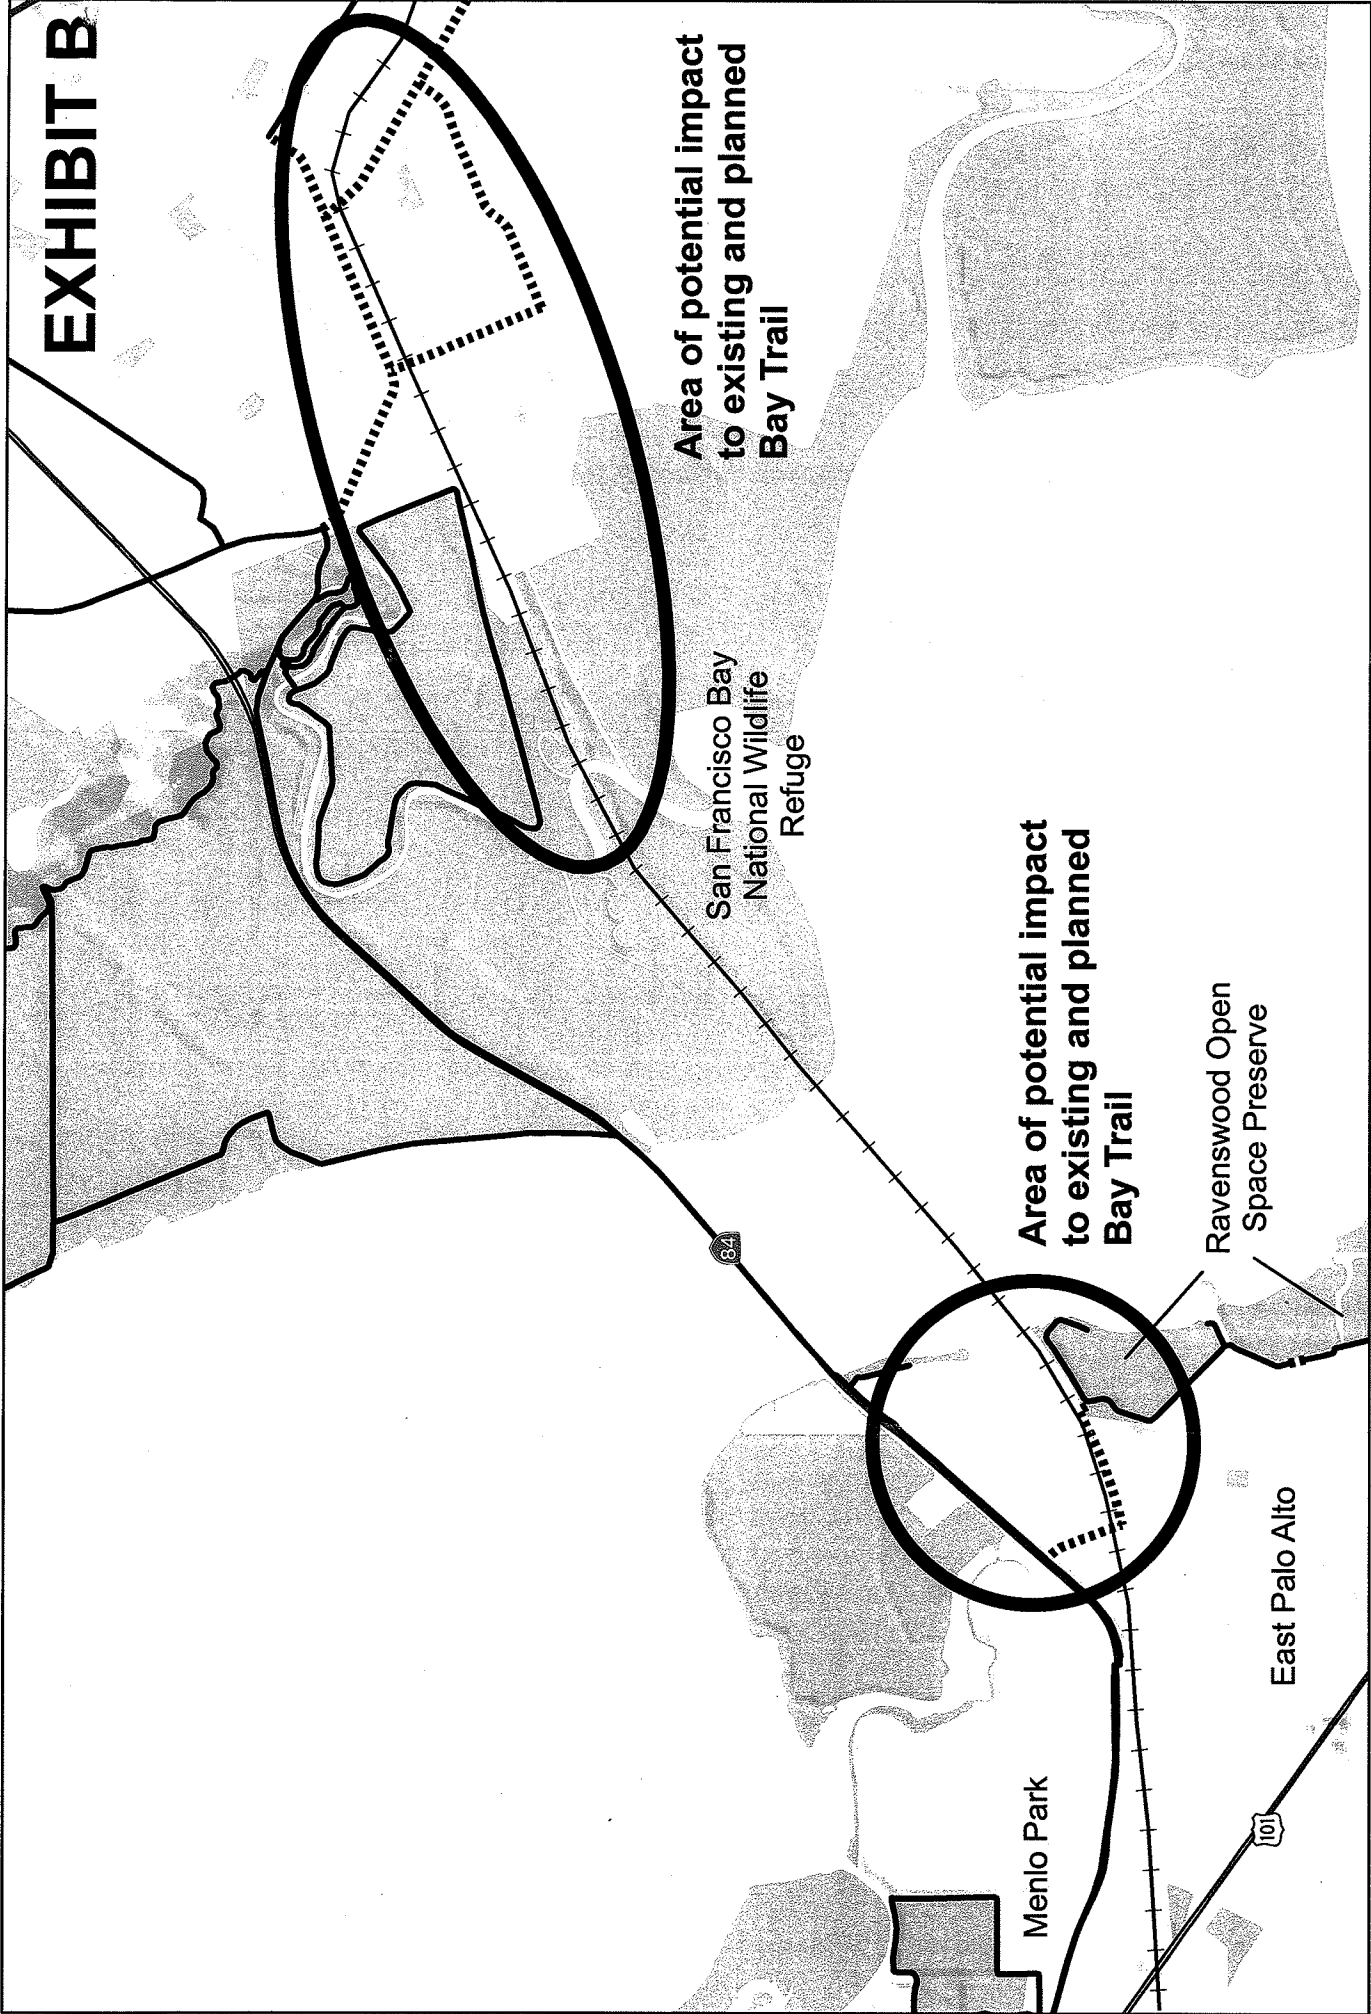 EXHIBIT B
Area of potential impact
to existing and planned
Bay Trail
San Francisco Bay
National Wildlife
Refuge
Area of potential impact
to existing and planned
Bay Trail
Ravenswood Open
Space Preserve
84
East Palo Alto
Menlo Park
101